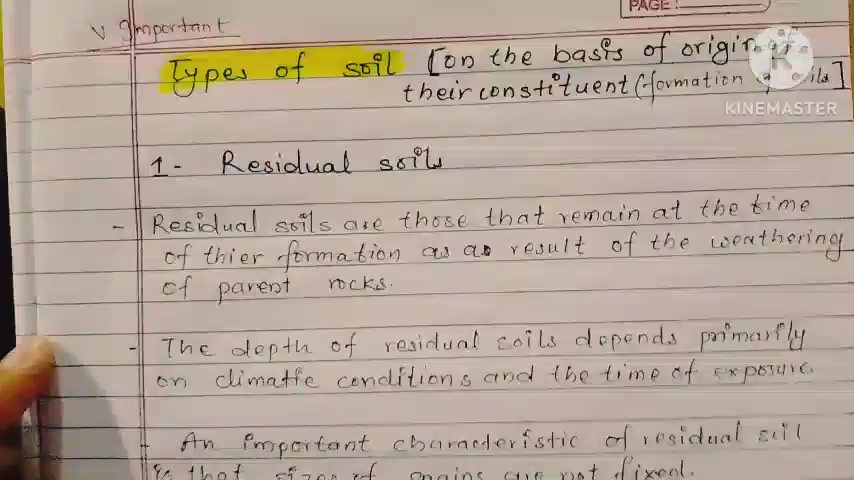 PAGE:
V Important
Types of soil [on the basis of origin of
their constituent (formation of soils]
KINEMASTER
1- Residual soils
- Residual soils are those that remain at the time
of thier formation as as result of the weathering
of parent rocks.
- The depth of residual soils depends primarily
on climatic conditions and the time of exposure.
- An important characteristic of residual soil
is that sizes of grains are not fixed.